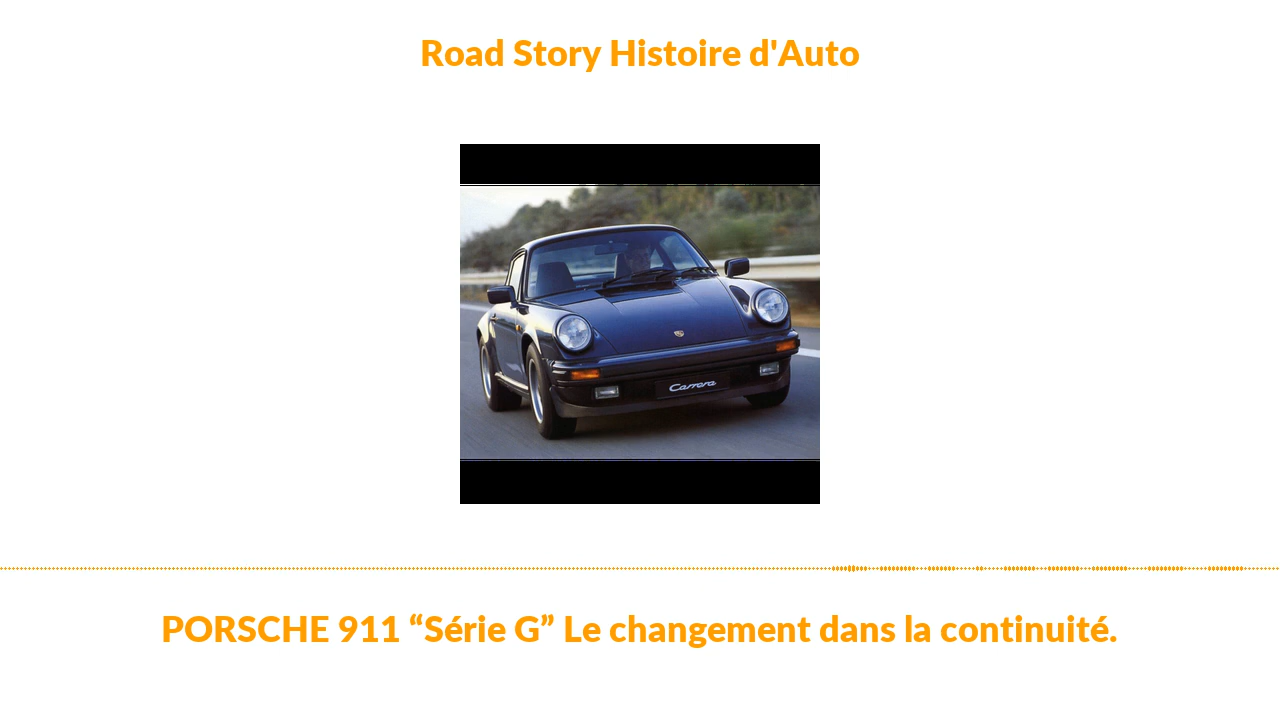 Road Story Histoire d'Auto
Carrera
PORSCHE 911 “Série G” Le changement dans la continuité.